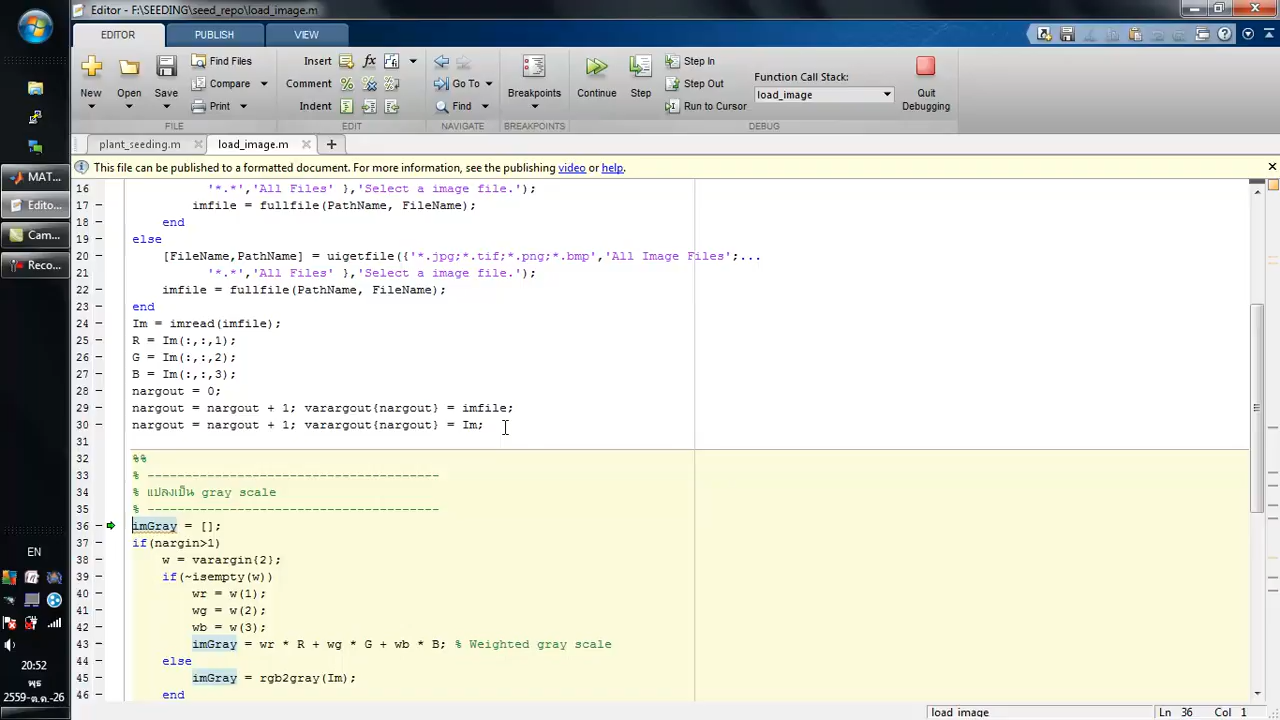 Editor - F:\SEEDING\seed_repo\load_image.m
EDITOR PUBLISH VIEW
New Open Save Find Files Compare Print
FILE
Insert fx
Comment
Indent
EDIT
Go To
Find
NAVIGATE
Breakpoints
BREAKPOINTS
Continue Step Step In
Step Out
Run to Cursor
Function Call Stack:
load_image
Quit
Debugging
DEBUG
plant_seeding.m load_image.m
This file can be published to a formatted document. For more information, see the publishing video or help.
16 '*.*','All Files' },'Select a image file.');
17 imfile = fullfile(PathName, FileName);
18 end
19 else
20 [FileName,PathName] = uigetfile({'*.jpg;*.tif;*.png;*.bmp','All Image Files';...
21 '*.*','All Files' },'Select a image file.');
22 imfile = fullfile(PathName, FileName);
23 end
24 Im = imread(imfile);
25 R = Im(:,:,1);
26 G = Im(:,:,2);
27 B = Im(:,:,3);
28 nargout = 0;
29 nargout = nargout + 1; varargout{nargout} = imfile;
30 nargout = nargout + 1; varargout{nargout} = Im;
31
32 %%
33 % ---------------------------------------
34 % แปลงเป็น gray scale
35 % ---------------------------------------
36 imGray = [];
37 if(nargin>1)
38 w = varargin{2};
39 if(~isempty(w))
40 wr = w(1);
41 wg = w(2);
42 wb = w(3);
43 imGray = wr * R + wg * G + wb * B; % Weighted gray scale
44 else
45 imGray = rgb2gray(Im);
46 end
load_image Ln 36 Col 1
MAT...
Edito...
Cam...
Reco...
EN
20:52
พุธ
2559-ต.ค.-26